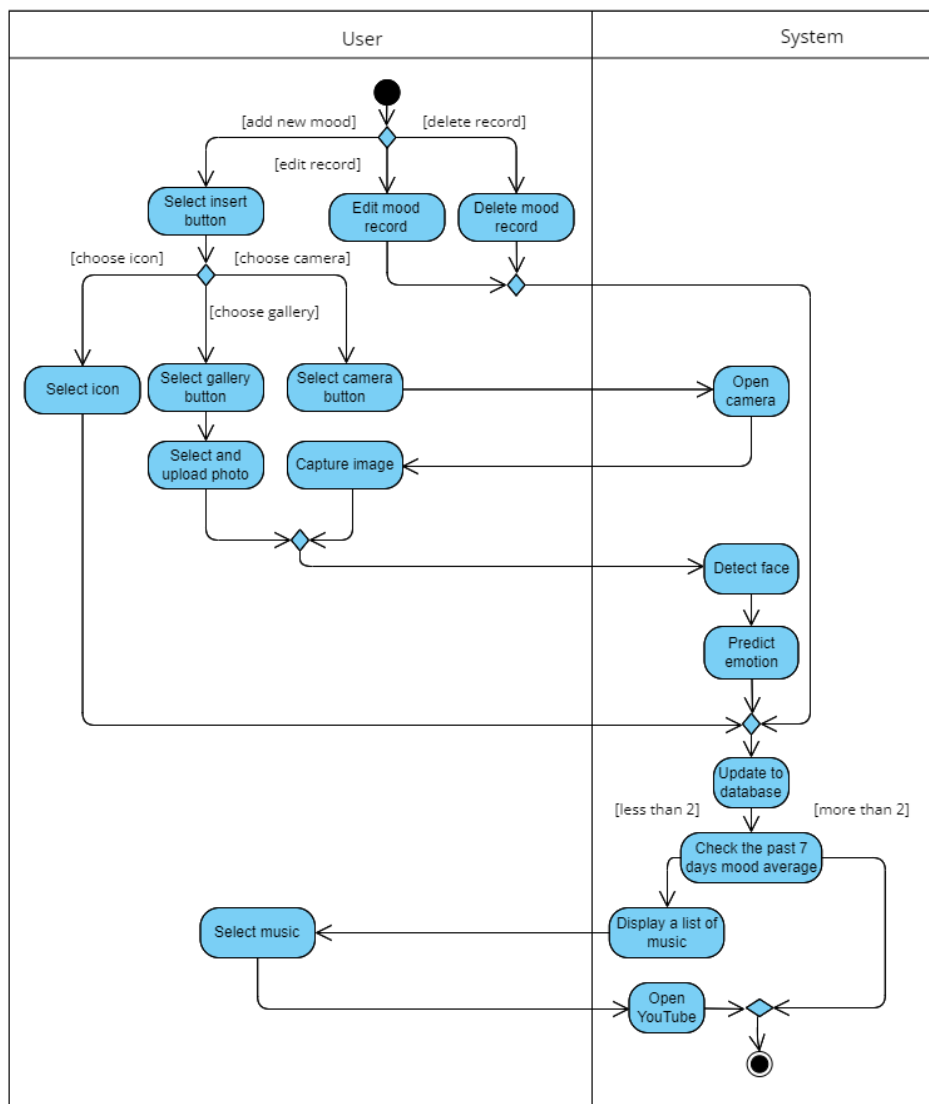 User
System
[add new mood]
[delete record]
[edit record]
Select insert
button
Edit mood
record
Delete mood
record
[choose icon]
[choose camera]
[choose gallery]
Select icon
Select gallery
button
Select camera
button
Open
camera
Select and
upload photo
Capture image
Detect face
Predict
emotion
Update to
database
[less than 2]
[more than 2]
Check the past 7
days mood average
Select music
Display a list of
music
Open
YouTube